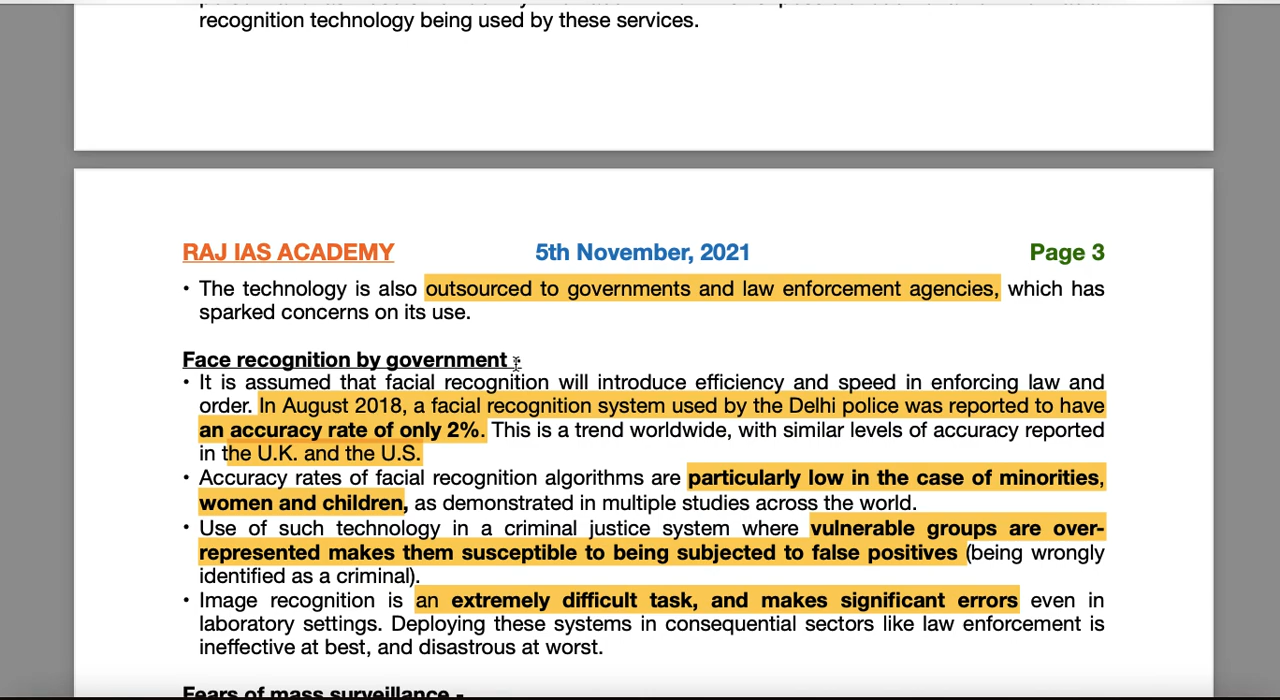 recognition technology being used by these services.
RAJ IAS ACADEMY 5th November, 2021 Page 3
• The technology is also outsourced to governments and law enforcement agencies, which has
sparked concerns on its use.
Face recognition by government :
• It is assumed that facial recognition will introduce efficiency and speed in enforcing law and
order. In August 2018, a facial recognition system used by the Delhi police was reported to have
an accuracy rate of only 2%. This is a trend worldwide, with similar levels of accuracy reported
in the U.K. and the U.S.
• Accuracy rates of facial recognition algorithms are particularly low in the case of minorities,
women and children, as demonstrated in multiple studies across the world.
• Use of such technology in a criminal justice system where vulnerable groups are over-
represented makes them susceptible to being subjected to false positives (being wrongly
identified as a criminal).
• Image recognition is an extremely difficult task, and makes significant errors even in
laboratory settings. Deploying these systems in consequential sectors like law enforcement is
ineffective at best, and disastrous at worst.
Fears of mass surveillance -